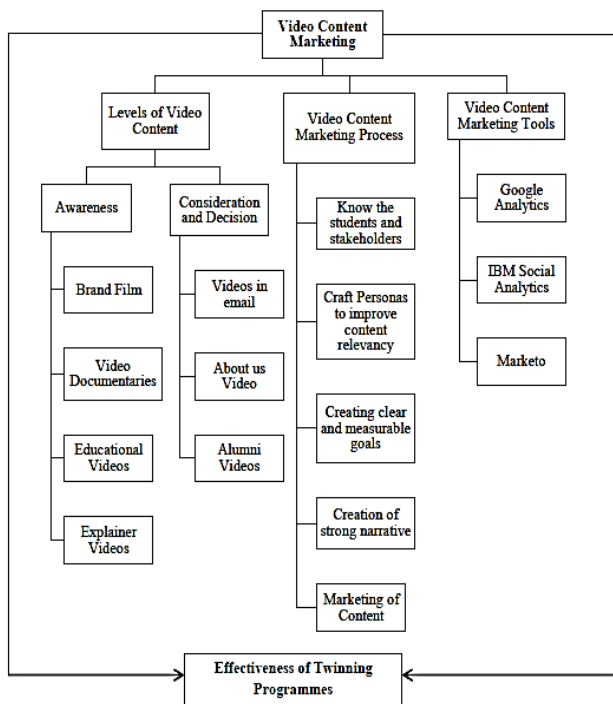 Video Content
Marketing
Levels of Video
Content
Video Content
Marketing Process
Video Content
Marketing Tools
Awareness
Consideration
and Decision
Brand Film
Video
Documentaries
Educational
Videos
Explainer
Videos
Videos in
email
About us
Video
Alumni
Videos
Know the
students and
stakeholders
Craft Personas
to improve
content
relevancy
Creating clear
and measurable
goals
Creation of
strong narrative
Marketing of
Content
Google
Analytics
IBM Social
Analytics
Marketo
Effectiveness of Twinning
Programmes